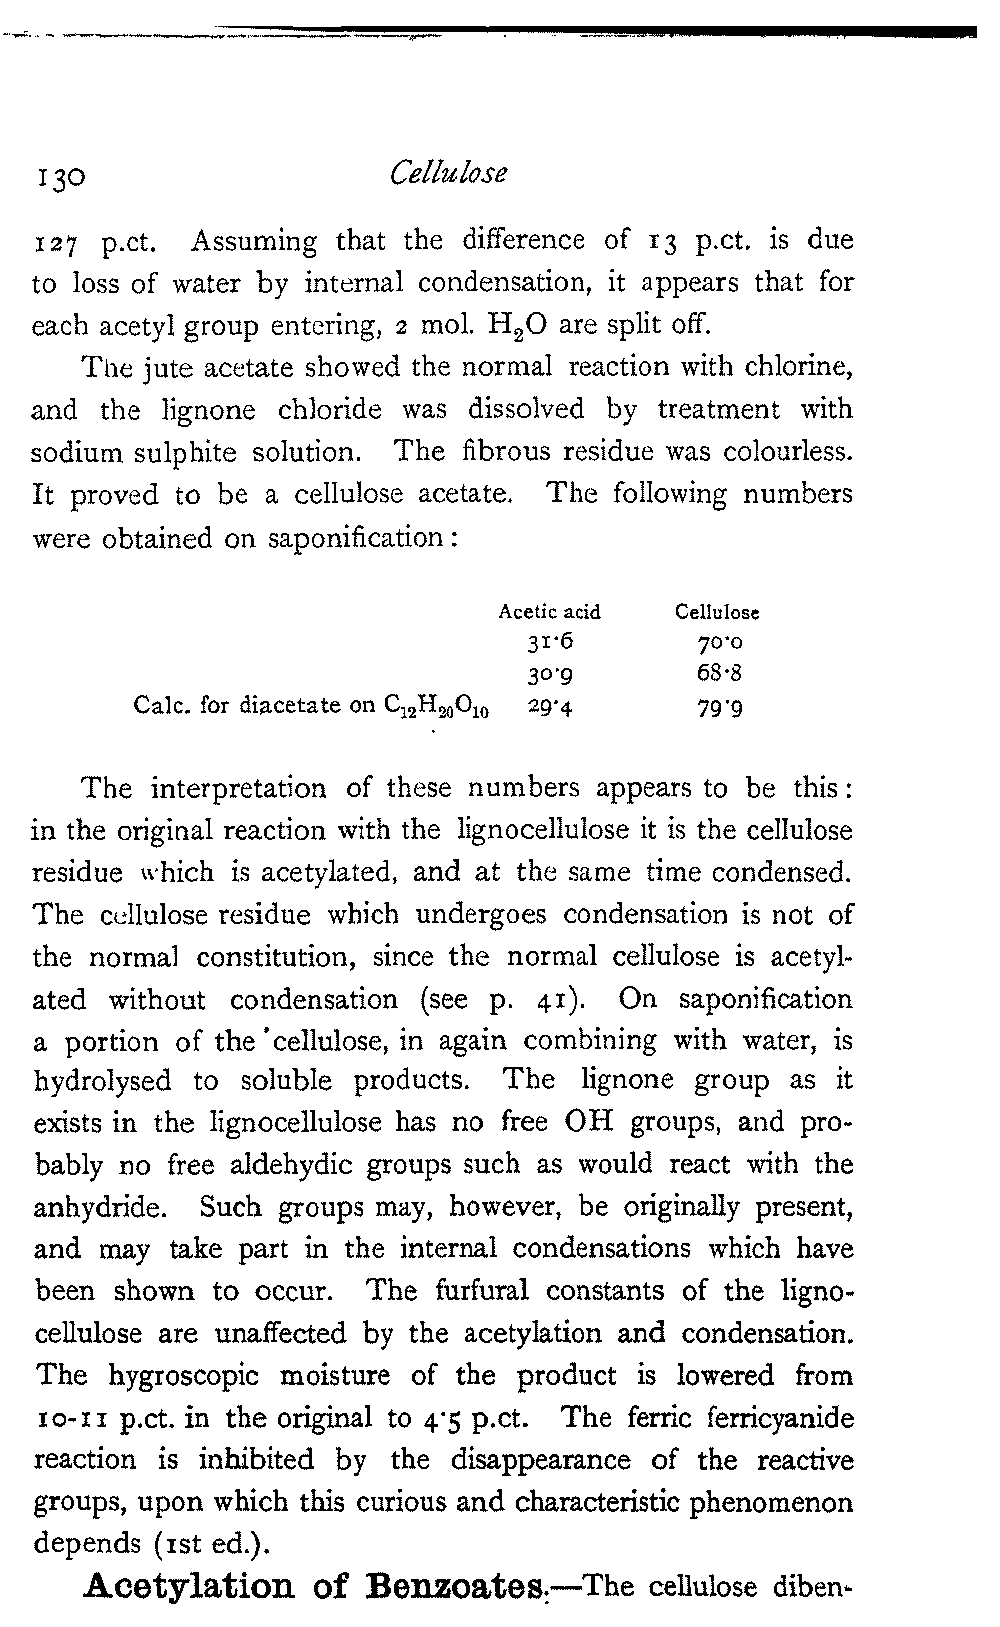 130 Cellulose
127 p.ct. Assuming that the difference of 13 p.ct. is due
to loss of water by internal condensation, it appears that for
each acetyl group entering, 2 mol. H₂O are split off.
The jute acetate showed the normal reaction with chlorine,
and the lignone chloride was dissolved by treatment with
sodium sulphite solution. The fibrous residue was colourless.
It proved to be a cellulose acetate. The following numbers
were obtained on saponification :
Acetic acid Cellulose
31·6 70·0
30·9 68·8
Calc. for diacetate on C₁₂H₂₀O₁₀ 29·4 79·9
The interpretation of these numbers appears to be this :
in the original reaction with the lignocellulose it is the cellulose
residue which is acetylated, and at the same time condensed.
The cellulose residue which undergoes condensation is not of
the normal constitution, since the normal cellulose is acetyl-
ated without condensation (see p. 41). On saponification
a portion of the cellulose, in again combining with water, is
hydrolysed to soluble products. The lignone group as it
exists in the lignocellulose has no free OH groups, and pro-
bably no free aldehydic groups such as would react with the
anhydride. Such groups may, however, be originally present,
and may take part in the internal condensations which have
been shown to occur. The furfural constants of the ligno-
cellulose are unaffected by the acetylation and condensation.
The hygroscopic moisture of the product is lowered from
10-11 p.ct. in the original to 4·5 p.ct. The ferric ferricyanide
reaction is inhibited by the disappearance of the reactive
groups, upon which this curious and characteristic phenomenon
depends (1st ed.).
Acetylation of Benzoates.—The cellulose diben-